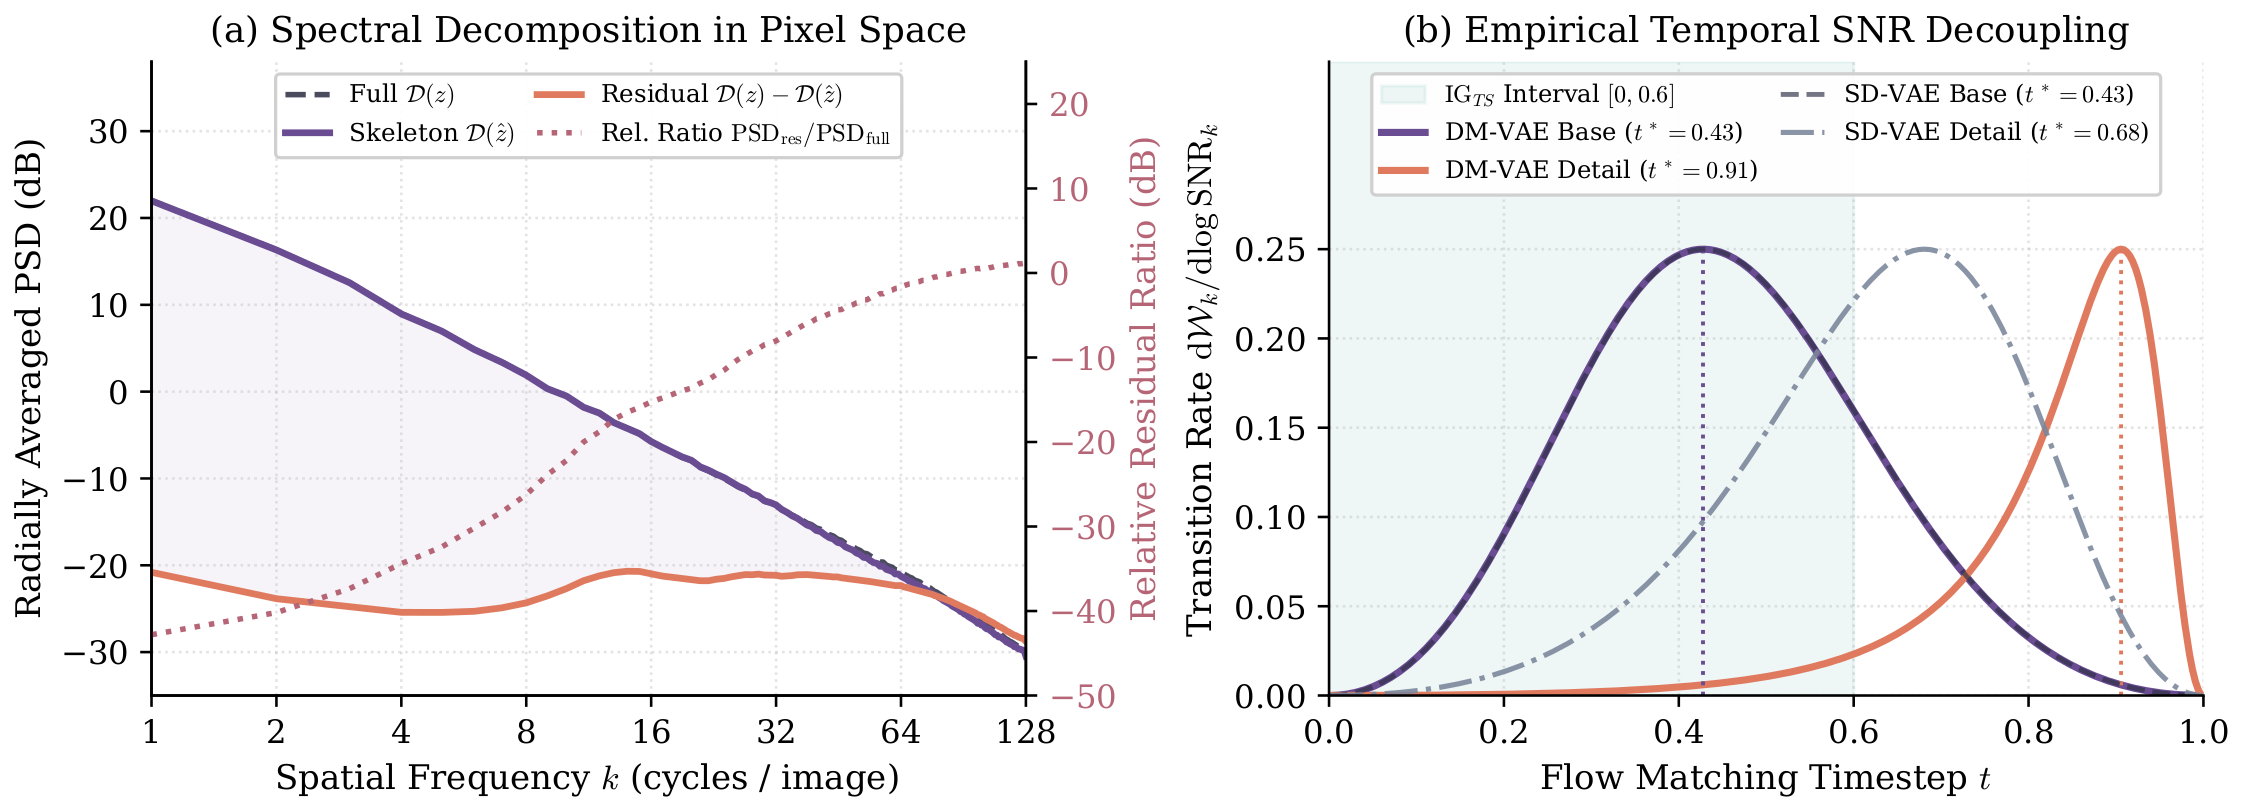 (a) Spectral Decomposition in Pixel Space
Full 𝒟(z)
Skeleton 𝒟(ẑ)
Residual 𝒟(z) − 𝒟(ẑ)
Rel. Ratio PSD_res/PSD_full
Radially Averaged PSD (dB)
30
20
10
0
−10
−20
−30
1
2
4
8
16
32
64
128
Spatial Frequency k (cycles / image)
20
10
0
−10
−20
−30
−40
−50
Relative Residual Ratio (dB)
(b) Empirical Temporal SNR Decoupling
IG_TS Interval [0, 0.6]
DM-VAE Base (t* = 0.43)
DM-VAE Detail (t* = 0.91)
SD-VAE Base (t* = 0.43)
SD-VAE Detail (t* = 0.68)
Transition Rate d𝒲_k/dlog SNR_k
0.25
0.20
0.15
0.10
0.05
0.00
0.0
0.2
0.4
0.6
0.8
1.0
Flow Matching Timestep t